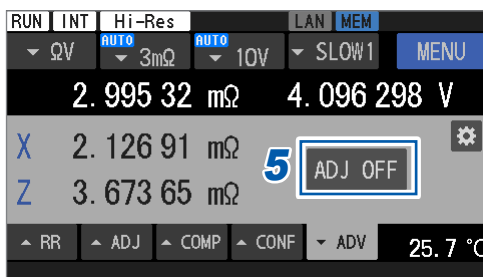 RUN INT Hi-Res LAN MEM
ΩV AUTO 3mΩ AUTO 10V SLOW1 MENU
2.995 32 mΩ 4.096 298 V
X 2.126 91 mΩ
5 ADJ OFF
Z 3.673 65 mΩ
RR ADJ COMP CONF ADV 25.7 °C